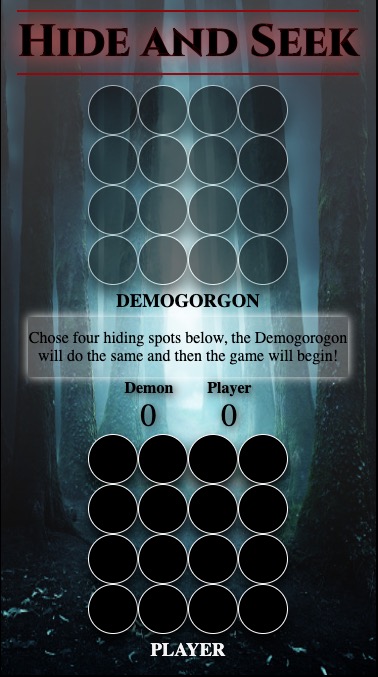 HIDE AND SEEK
DEMOGORGON
Chose four hiding spots below, the Demogorogon
will do the same and then the game will begin!
Demon Player
0 0
PLAYER